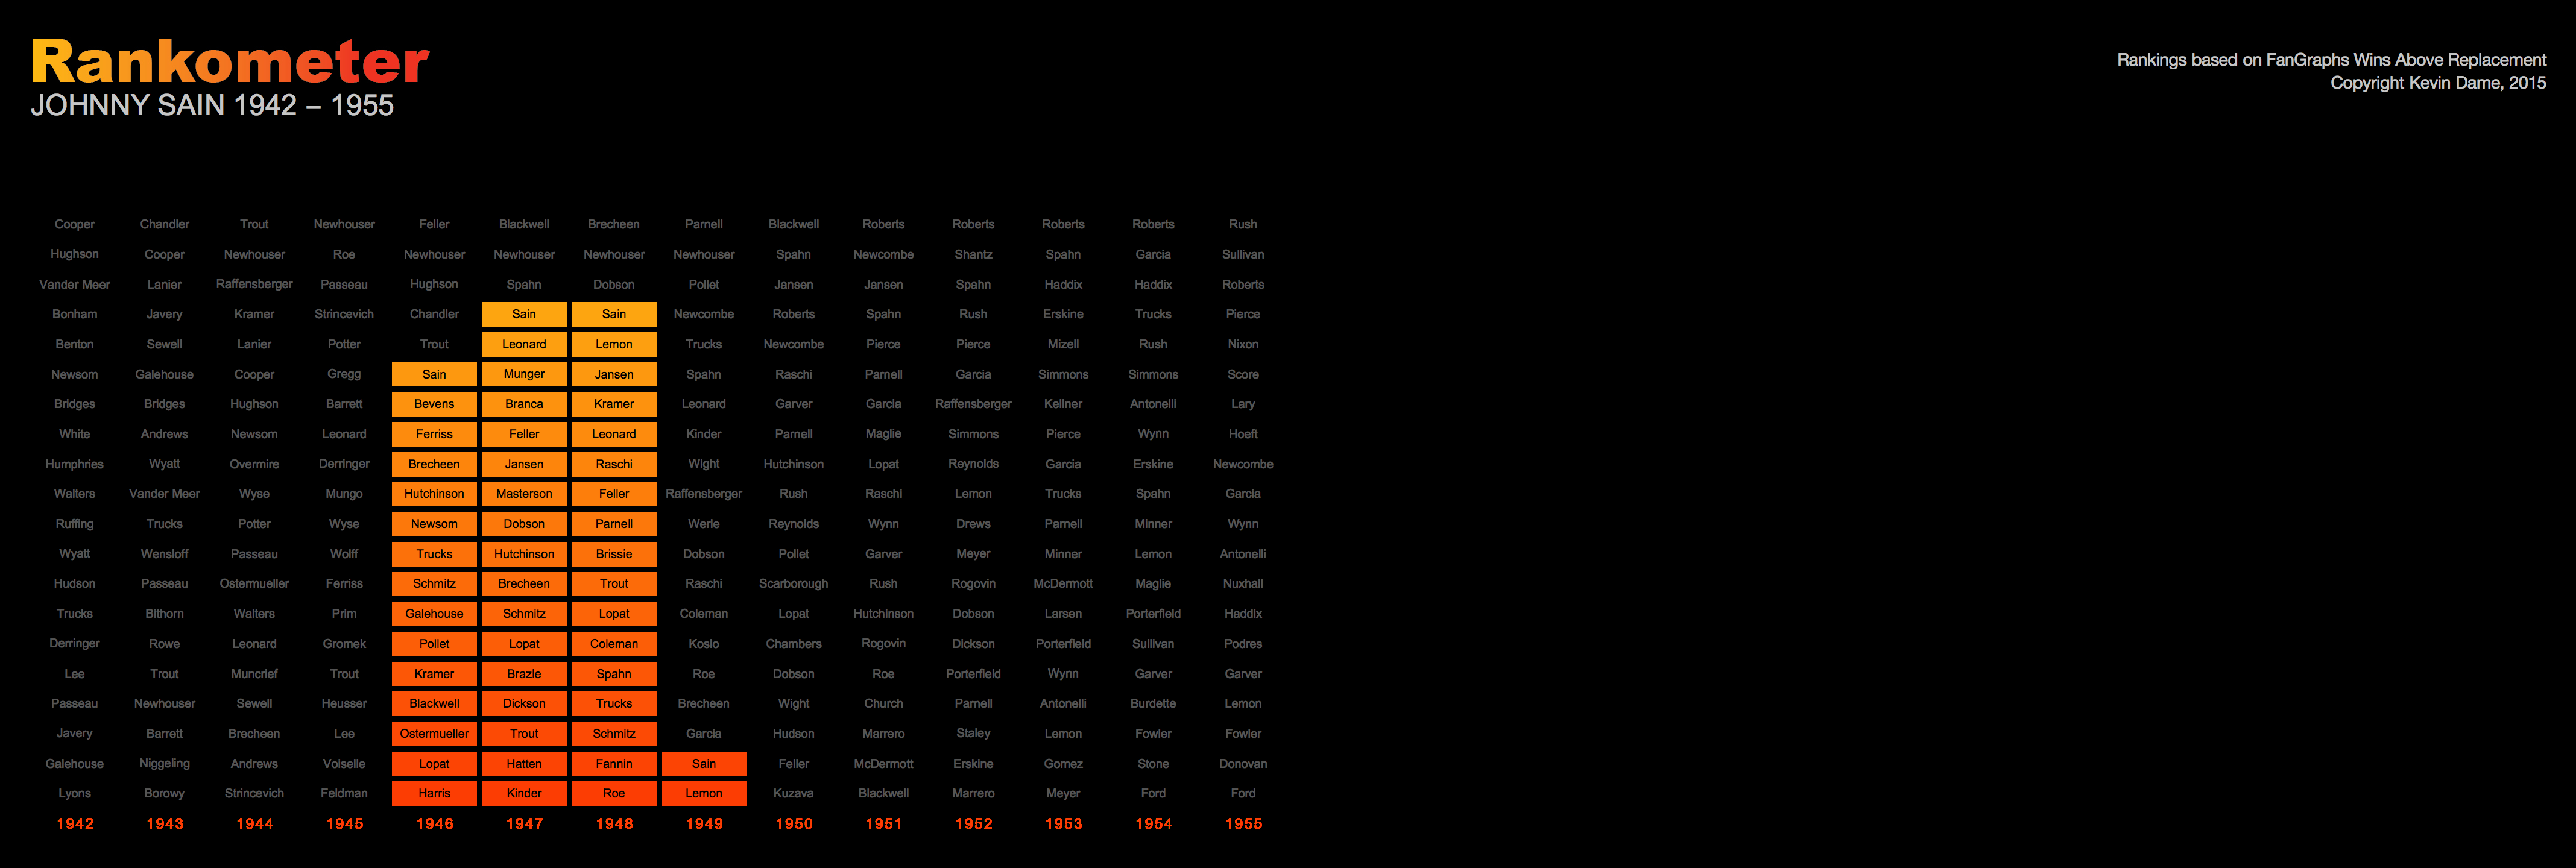 Rankometer
JOHNNY SAIN 1942 – 1955
Rankings based on FanGraphs Wins Above Replacement
Copyright Kevin Dame, 2015
Cooper Chandler Trout Newhouser Feller Blackwell Brecheen Parnell Blackwell Roberts Roberts Roberts Roberts Rush
Hughson Cooper Newhouser Roe Newhouser Newhouser Newhouser Newhouser Spahn Newcombe Shantz Spahn Garcia Sullivan
Vander Meer Lanier Raffensberger Passeau Hughson Spahn Dobson Pollet Jansen Jansen Spahn Haddix Haddix Roberts
Bonham Javery Kramer Strincevich Chandler Sain Sain Newcombe Roberts Spahn Rush Erskine Trucks Pierce
Benton Sewell Lanier Potter Trout Leonard Lemon Trucks Newcombe Pierce Pierce Mizell Rush Nixon
Newsom Galehouse Cooper Gregg Sain Munger Jansen Spahn Raschi Parnell Garcia Simmons Simmons Score
Bridges Bridges Hughson Barrett Bevens Branca Kramer Leonard Garver Garcia Raffensberger Kellner Antonelli Lary
White Andrews Newsom Leonard Ferriss Feller Leonard Kinder Parnell Maglie Simmons Pierce Wynn Hoeft
Humphries Wyatt Overmire Derringer Brecheen Jansen Raschi Wight Hutchinson Lopat Reynolds Garcia Erskine Newcombe
Walters Vander Meer Wyse Mungo Hutchinson Masterson Feller Raffensberger Rush Raschi Lemon Trucks Spahn Garcia
Ruffing Trucks Potter Wyse Newsom Dobson Parnell Werle Reynolds Wynn Drews Parnell Minner Wynn
Wyatt Wensloff Passeau Wolff Trucks Hutchinson Brissie Dobson Pollet Garver Meyer Minner Lemon Antonelli
Hudson Passeau Ostermueller Ferriss Schmitz Brecheen Trout Raschi Scarborough Rush Rogovin McDermott Maglie Nuxhall
Trucks Bithorn Walters Prim Galehouse Schmitz Lopat Coleman Lopat Hutchinson Dobson Larsen Porterfield Haddix
Derringer Rowe Leonard Gromek Pollet Lopat Coleman Koslo Chambers Rogovin Dickson Porterfield Sullivan Podres
Lee Trout Muncrief Trout Kramer Brazle Spahn Roe Dobson Roe Porterfield Wynn Garver Garver
Passeau Newhouser Sewell Heusser Blackwell Dickson Trucks Brecheen Wight Church Parnell Antonelli Burdette Lemon
Javery Barrett Brecheen Lee Ostermueller Trout Schmitz Garcia Hudson Marrero Staley Lemon Fowler Fowler
Galehouse Niggeling Andrews Voiselle Lopat Hatten Fannin Sain Feller McDermott Erskine Gomez Stone Donovan
Lyons Borowy Strincevich Feldman Harris Kinder Roe Lemon Kuzava Blackwell Marrero Meyer Ford Ford
1942 1943 1944 1945 1946 1947 1948 1949 1950 1951 1952 1953 1954 1955